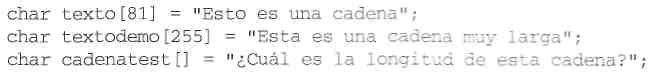 char texto[81] = "Esto es una cadena";
char textodemo[255] = "Esta es una cadena muy larga";
char cadenatest[] = "¿Cuál es la longitud de esta cadena?";